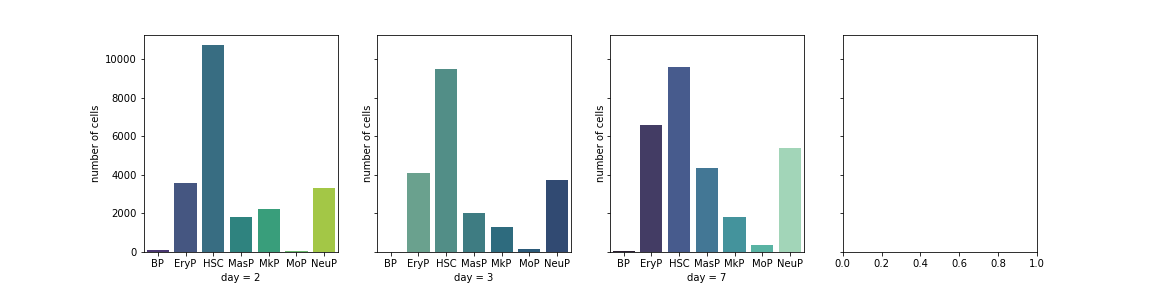 number of cells
10000
8000
6000
4000
2000
0
BP EryP HSC MasP MkP MoP NeuP
day = 2
number of cells
BP EryP HSC MasP MkP MoP NeuP
day = 3
number of cells
BP EryP HSC MasP MkP MoP NeuP
day = 7
0.0 0.2 0.4 0.6 0.8 1.0